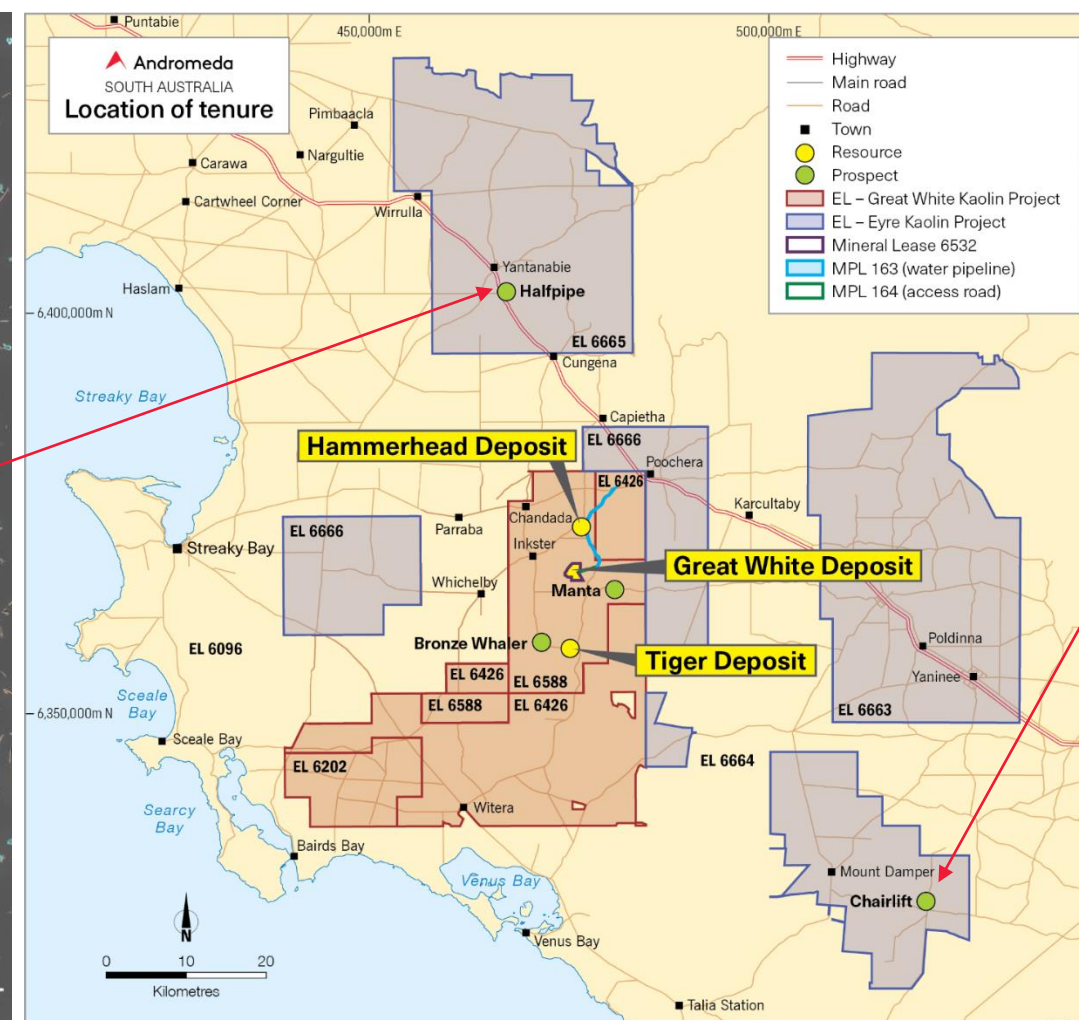 Puntabie
450,000m E
500,000m E
Andromeda
SOUTH AUSTRALIA
Location of tenure
Highway
Main road
Road
Town
Resource
Prospect
EL – Great White Kaolin Project
EL – Eyre Kaolin Project
Mineral Lease 6532
MPL 163 (water pipeline)
MPL 164 (access road)
Pimbaacla
Nargultie
Carawa
Cartwheel Corner
Wirrulla
Yantanabie
Haslam
Halfpipe
6,400,000m N
EL 6665
Cungena
Streaky Bay
Capietha
Hammerhead Deposit
EL 6666
Poochera
EL 6426
Karcultaby
Chandada
Parraba
EL 6666
Streaky Bay
Inkster
Great White Deposit
Whichelby
Manta
Bronze Whaler
Poldinna
EL 6096
Tiger Deposit
EL 6426
EL 6588
Yaninee
Sceale
Bay
EL 6588
EL 6426
EL 6663
6,350,000m N
Sceale Bay
EL 6202
EL 6664
Searcy
Bay
Witera
Bairds Bay
Mount Damper
Venus Bay
Chairlift
N
Venus Bay
0 10 20
Kilometres
Talia Station